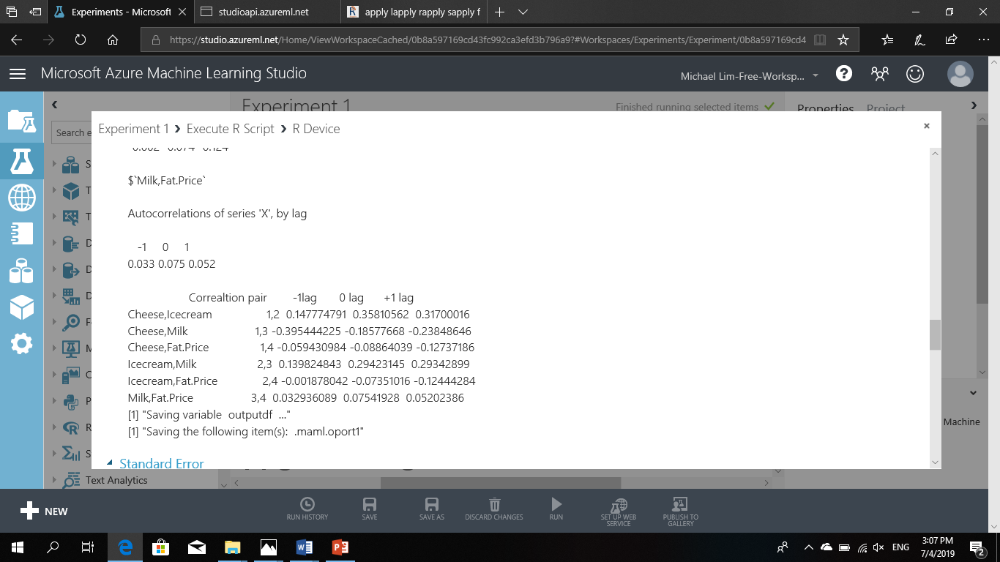 Experiments - Microsoft
studioapi.azureml.net
apply lapply rapply sapply f
https://studio.azureml.net/Home/ViewWorkspaceCached/0b8a597169cd43fc992ca3efd3b796a9?#Workspaces/Experiments/Experiment/0b8a597169cd4
Microsoft Azure Machine Learning Studio
Michael Lim-Free-Worksp...
Experiment 1
Finished running selected items
Properties Project
Search e
Experiment 1 › Execute R Script › R Device
0.002 0.074 0.124
$`Milk,Fat.Price`
Autocorrelations of series 'X', by lag
-1 0 1
0.033 0.075 0.052
Correaltion pair -1lag 0 lag +1 lag
Cheese,Icecream 1,2 0.147774791 0.35810562 0.31700016
Cheese,Milk 1,3 -0.395444225 -0.18577668 -0.23848646
Cheese,Fat.Price 1,4 -0.059430984 -0.08864039 -0.12737186
Icecream,Milk 2,3 0.139824843 0.29423145 0.29342899
Icecream,Fat.Price 2,4 -0.001878042 -0.07351016 -0.12444284
Milk,Fat.Price 3,4 0.032936089 0.07541928 0.05202386
[1] "Saving variable outputdf ..."
[1] "Saving the following item(s): .maml.oport1"
Standard Error
S
T
T
D
D
D
F
M
C
P
R
S
Text Analytics
Machine
NEW
RUN HISTORY
SAVE
SAVE AS
DISCARD CHANGES
RUN
SET UP WEB
SERVICE
PUBLISH TO
GALLERY
ENG
3:07 PM
7/4/2019
2